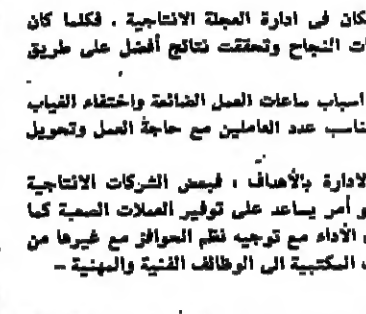 كان فى ادارة العجلة الانتاجية . فكلما كان
ات النجاح وتحققت نتائج أفضل على طريق
اسباب ساعات العمل الضائعة واختفاء الغياب
ناسب عدد العاملين مع حاجة العمل وتحويل
لادارة بالأهداف ، فبعض الشركات الانتاجية
و أمر يساعد على توفير العملات الصعبة كما
الأداء مع توجيه نظم الحوافز مع غيرها من
المكتبية الى الوظائف الفنية والمهنية –